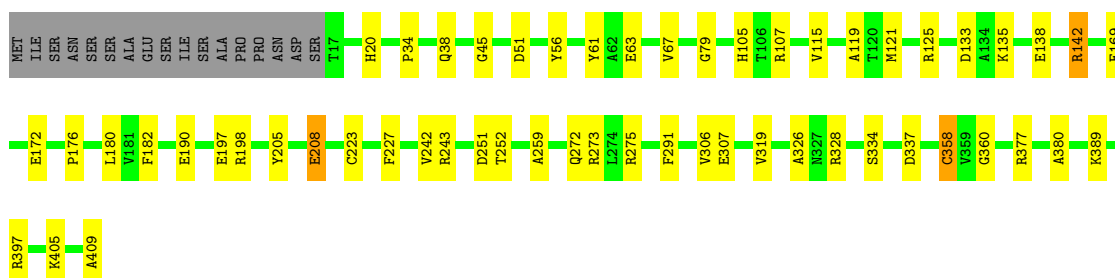 MET ILE SER ASN SER SER ALA GLU SER ILE SER ALA PRO PRO ASN ASP SER T17 H20 P34 Q38 G45 D51 Y56 Y61 A62 E63 V67 G79 H105 T106 R107 V115 A119 T120 M121 R125 D133 A134 K135 E138 R142 E169
E172 P176 L180 V181 F182 E190 E197 R198 Y205 E208 C223 F227 V242 R243 D251 T252 A259 Q272 R273 L274 R275 F291 V306 E307 V319 A326 N327 R328 S334 D337 C358 V359 G360 R377 A380 K389
R397 K405 A409